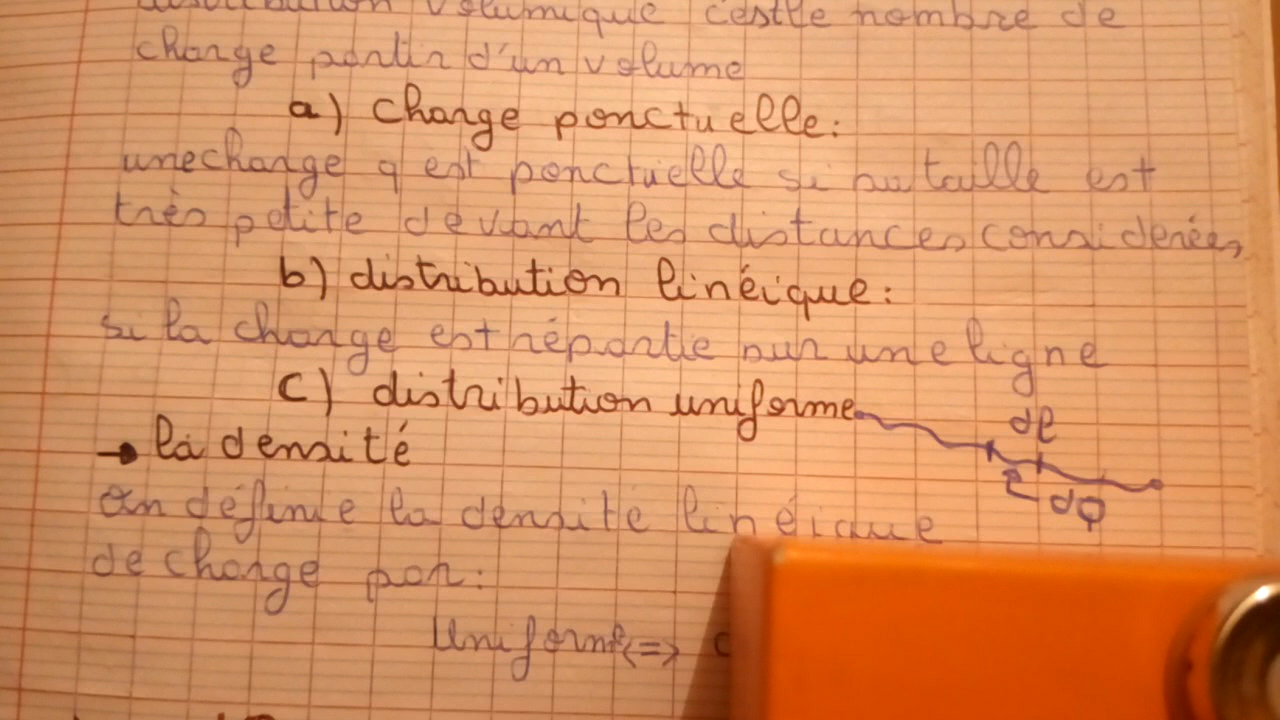 distribution volumique c'est le nombre de
charge partir d'un volume
a) charge ponctuelle:
une charge q est ponctuelle si sa taille est
très petite devant les distances considérées,
b) distribution linéique:
si la charge est répartie sur une ligne
c) distribution uniforme
dl
→ la densité
dq
on définie la densité linéique
de charge par:
Uniforme <=>